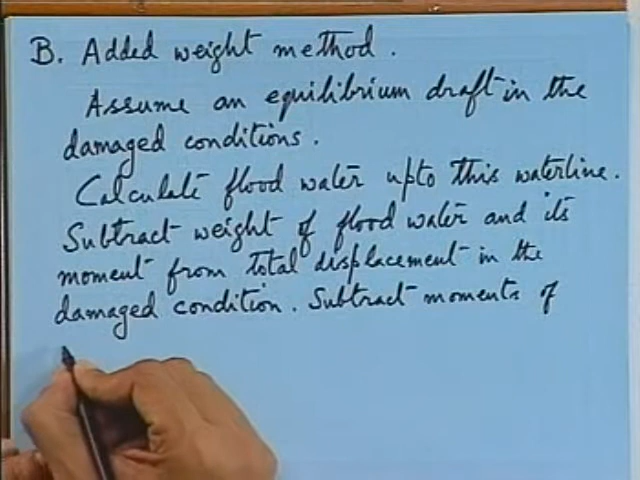 B. Added weight method.
Assume an equilibrium draft in the
damaged conditions.
Calculate flood water upto this waterline.
Subtract weight of flood water and its
moment from total displacement in the
damaged condition. Subtract moments of